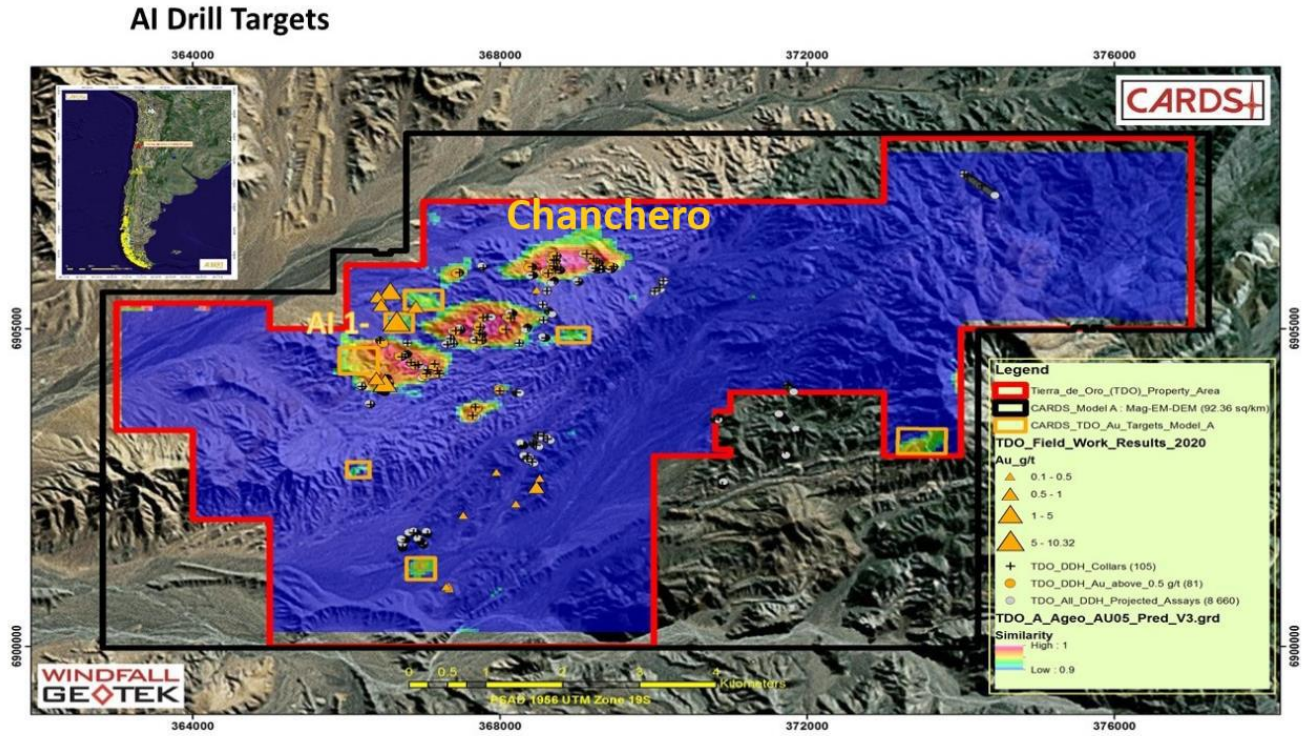 AI Drill Targets
364000
368000
372000
376000
CARDS
Chanchero
AI 1-
6905000
6905000
6900000
6900000
Legend
Tierra_de_Oro_(TDO)_Property_Area
CARDS_Model A : Mag-EM-DEM (92.36 sq/km)
CARDS_TDO_Au_Targets_Model_A
TDO_Field_Work_Results_2020
Au_g/t
0.1 - 0.5
0.5 - 1
1 - 5
5 - 10.32
TDO_DDH_Collars (105)
TDO_DDH_Au_above_0.5 g/t (81)
TDO_All_DDH_Projected_Assays (8 660)
TDO_A_Ageo_AU05_Pred_V3.grd
Similarity
High : 1
Low : 0.9
WINDFALL
GEOTEK
0 0.5 1 2 3 4
Kilometers
PSAD 1956 UTM Zone 19S
364000
368000
372000
376000